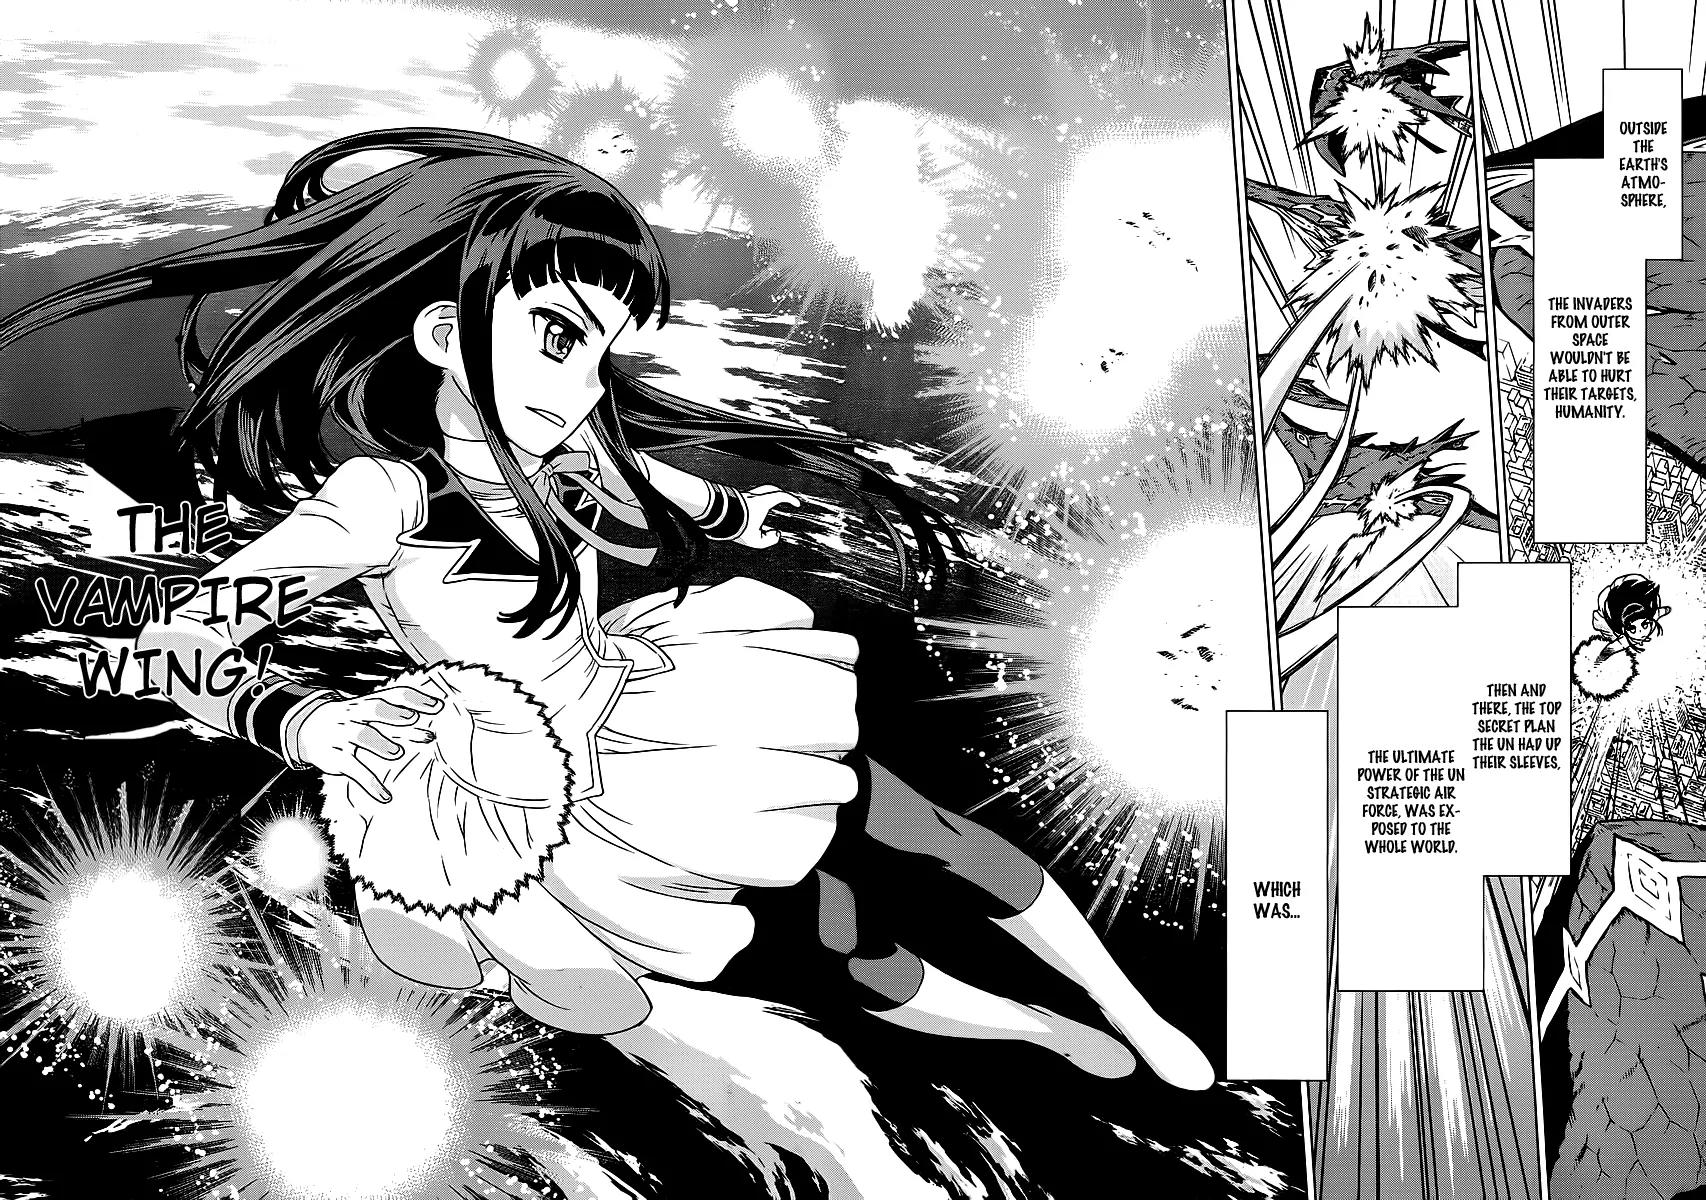 OUTSIDE
THE
EARTH'S
ATMO-
SPHERE,
THE INVADERS
FROM OUTER
SPACE
WOULDN'T BE
ABLE TO HURT
THEIR TARGETS,
HUMANITY.
THEN AND
THERE, THE TOP
SECRET PLAN
THE UN HAD UP
THEIR SLEEVES,
THE ULTIMATE
POWER OF THE UN
STRATEGIC AIR
FORCE, WAS EX-
POSED TO THE
WHOLE WORLD.
WHICH
WAS...
THE
VAMPIRE
WING!